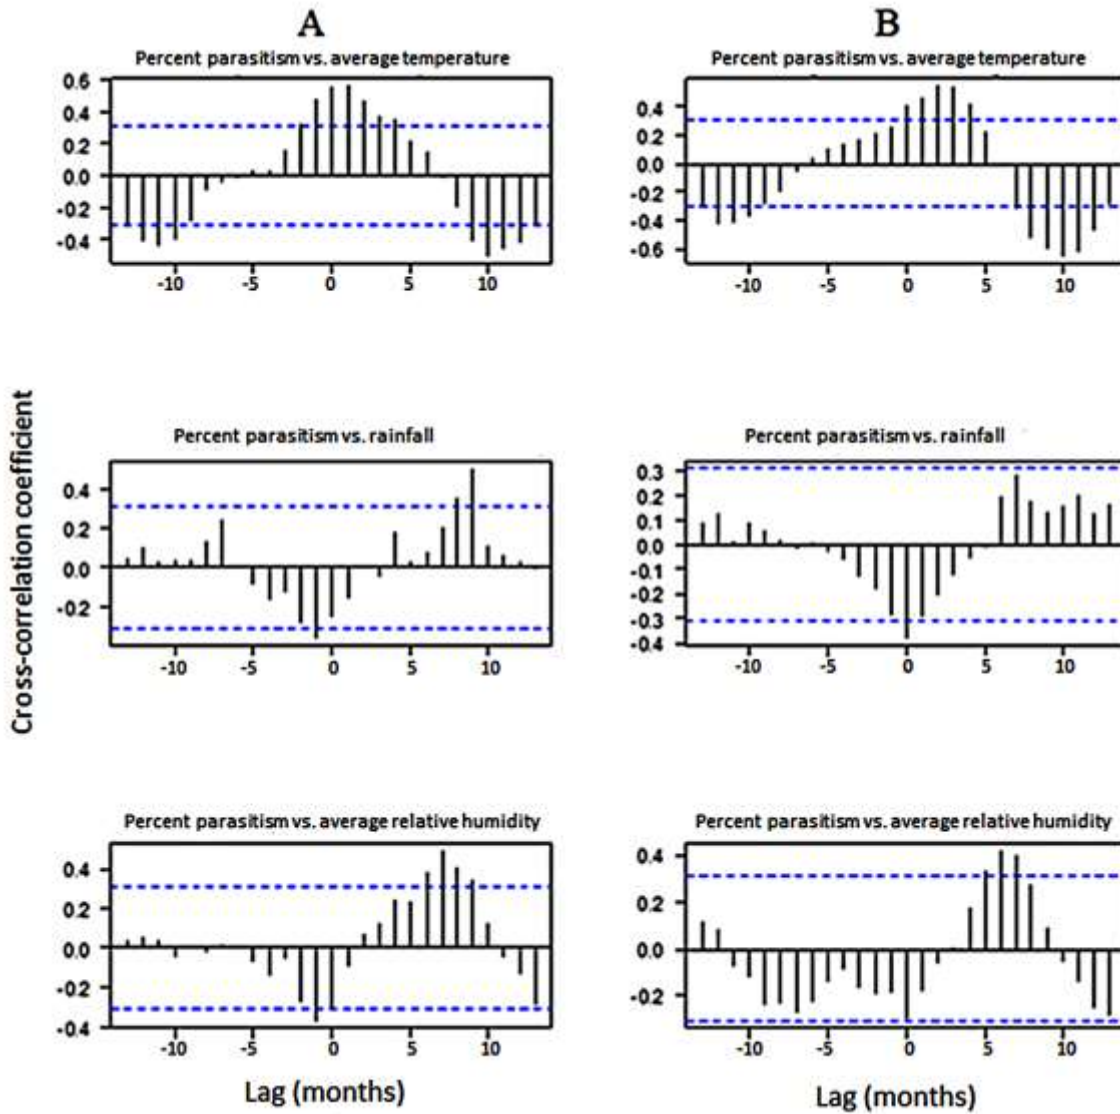 A
B
Percent parasitism vs. average temperature
0.6
0.4
0.2
0.0
-0.2
-0.4
-10 -5 0 5 10
Percent parasitism vs. average temperature
0.4
0.2
0.0
-0.2
-0.4
-0.6
-10 -5 0 5 10
Cross-correlation coefficient
Percent parasitism vs. rainfall
0.4
0.2
0.0
-0.2
-10 -5 0 5 10
Percent parasitism vs. rainfall
0.3
0.2
0.1
0.0
-0.1
-0.2
-0.3
-0.4
-10 -5 0 5 10
Percent parasitism vs. average relative humidity
0.4
0.2
0.0
-0.2
-0.4
-10 -5 0 5 10
Lag (months)
Percent parasitism vs. average relative humidity
0.4
0.2
0.0
-0.2
-10 -5 0 5 10
Lag (months)